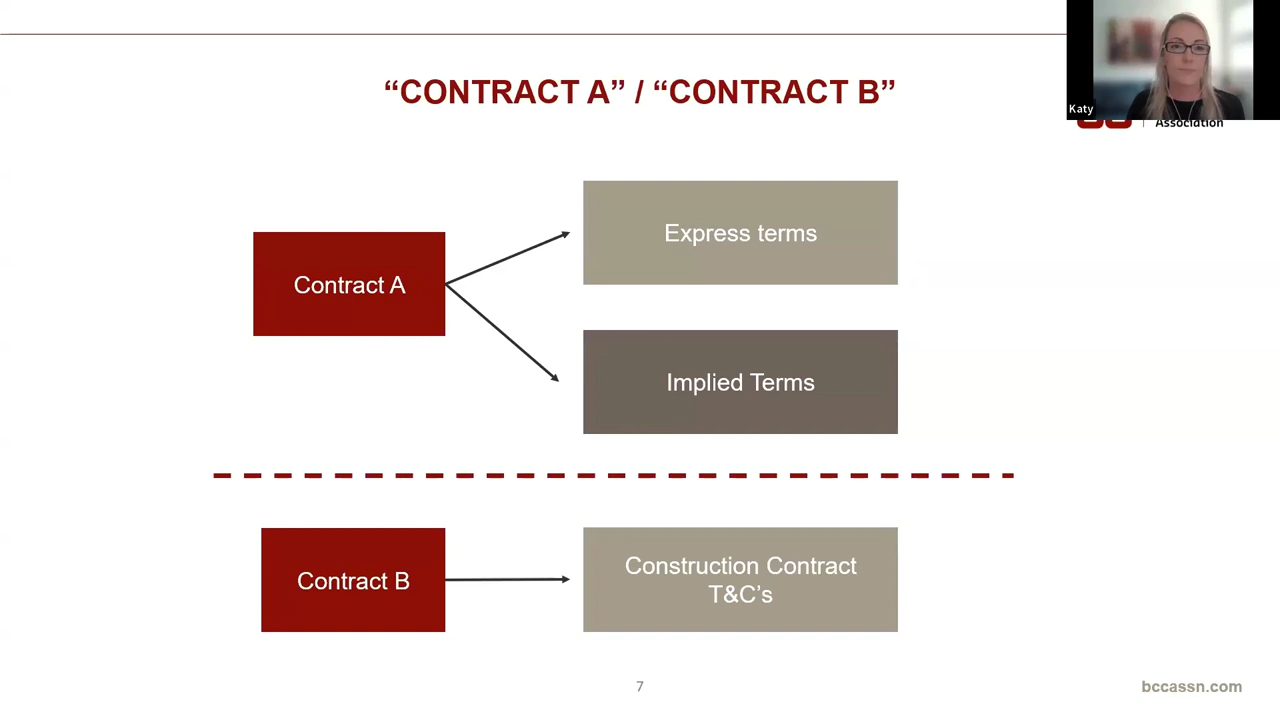 “CONTRACT A” / “CONTRACT B”
Katy
Association
Express terms
Contract A
Implied Terms
Construction Contract
T&C’s
Contract B
7
bccassn.com